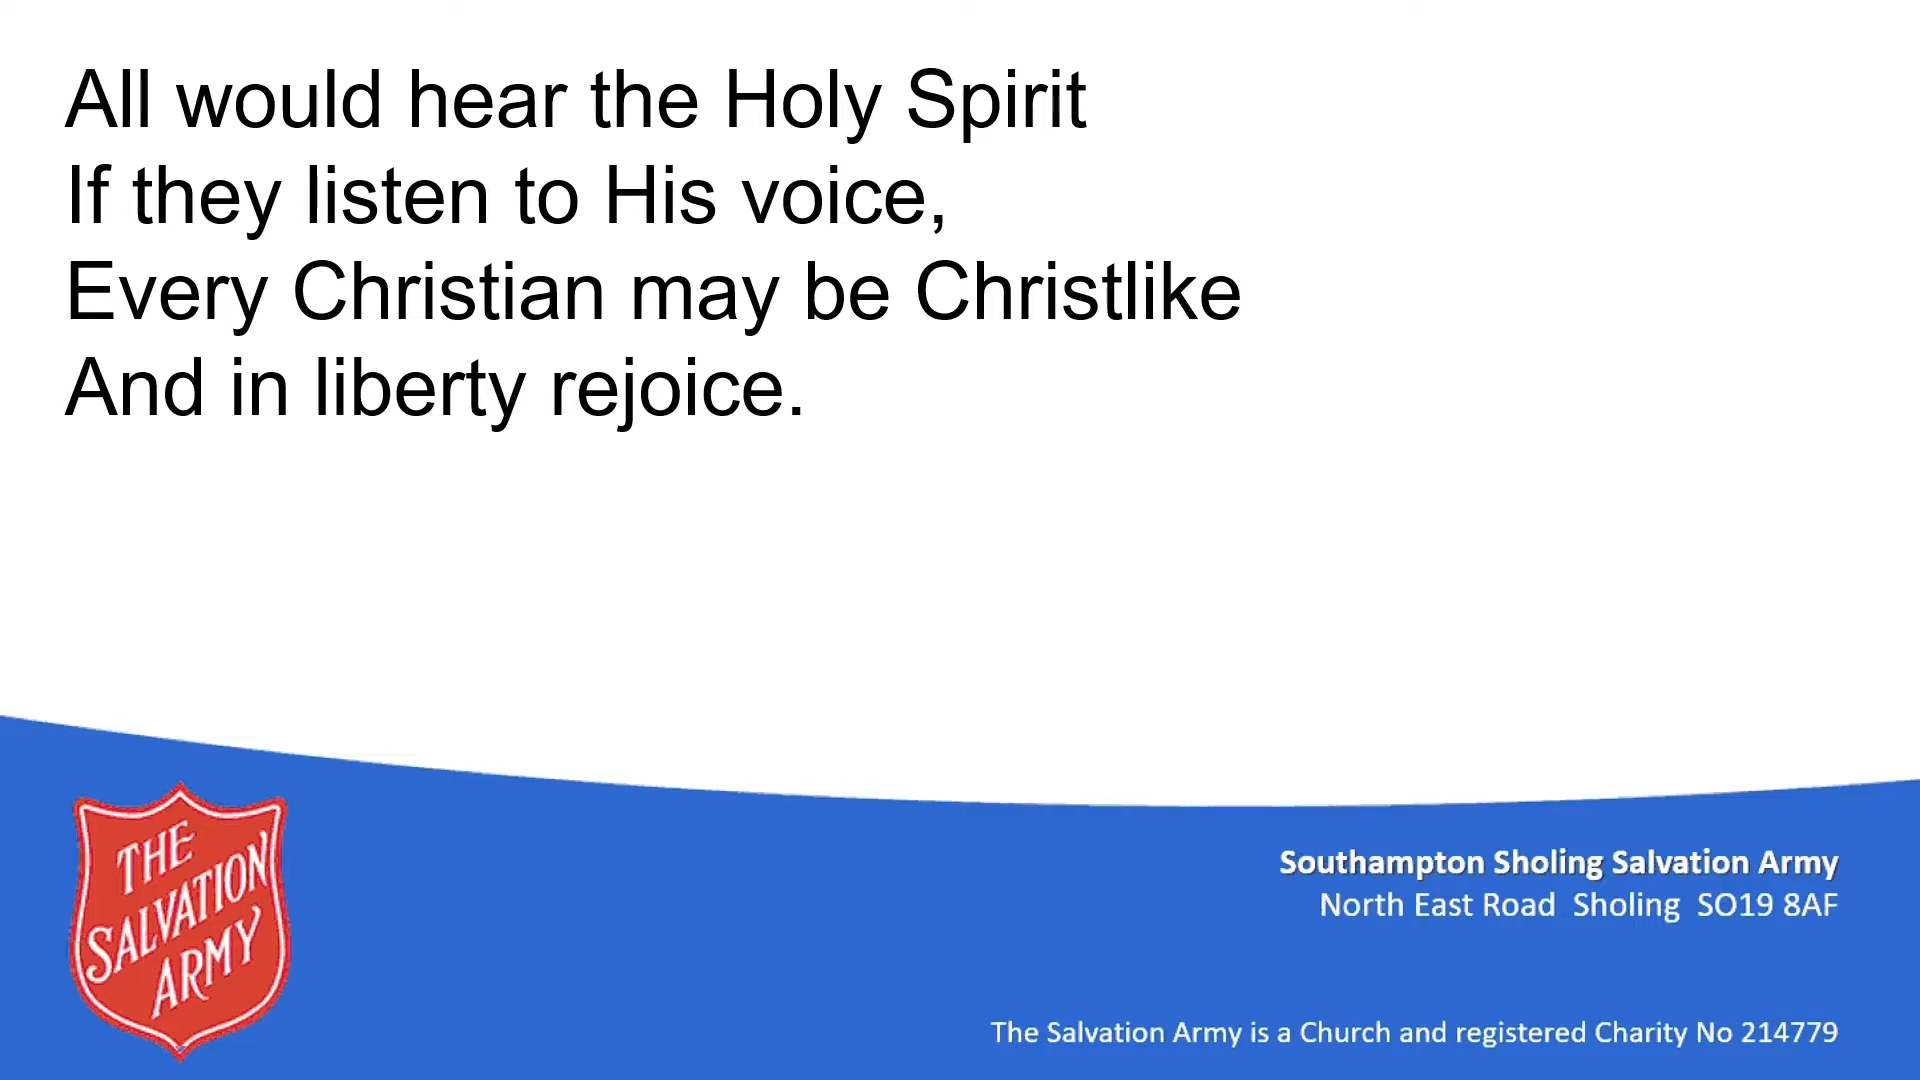 All would hear the Holy Spirit
If they listen to His voice,
Every Christian may be Christlike
And in liberty rejoice.
THE
SALVATION
ARMY
Southampton Sholing Salvation Army
North East Road  Sholing  SO19 8AF
The Salvation Army is a Church and registered Charity No 214779